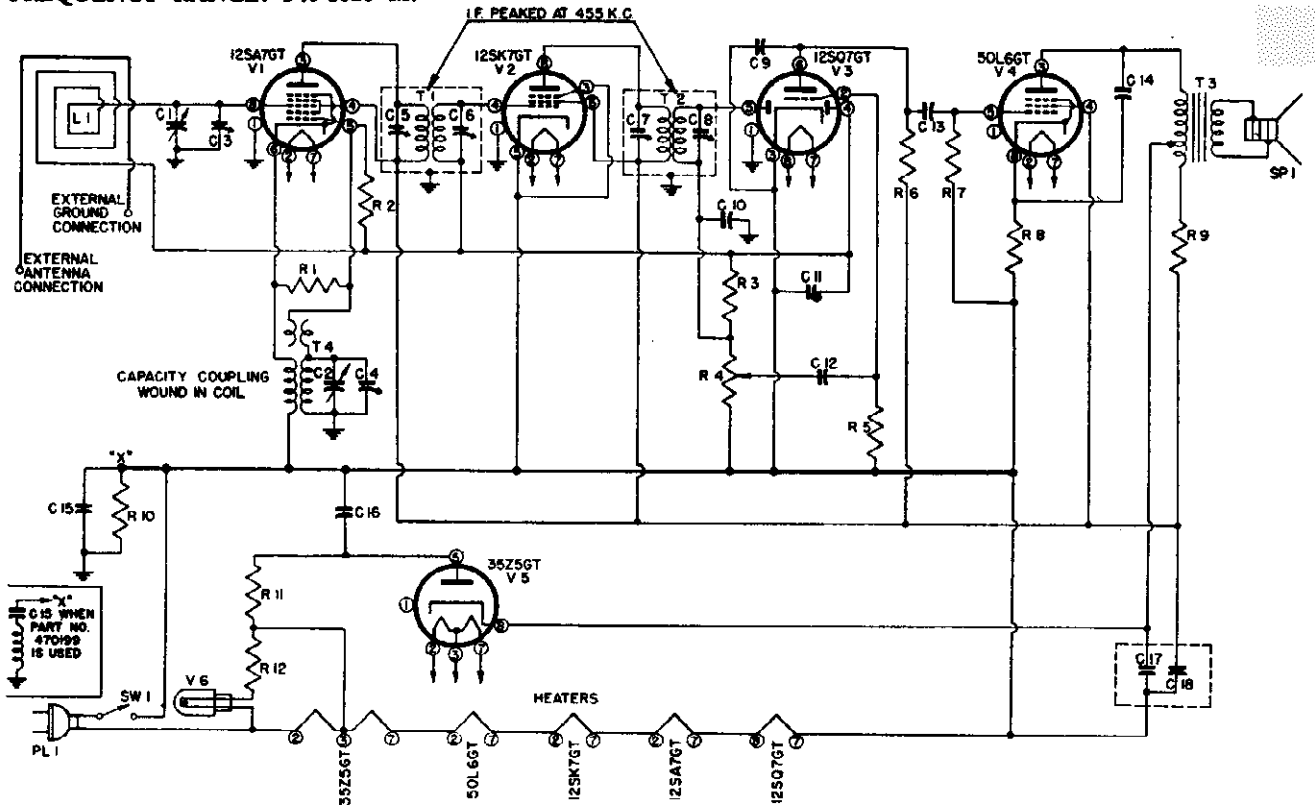 I.F. PEAKED AT 455 K.C.
12SA7GT
V1
12SK7GT
V2
12SQ7GT
V3
50L6GT
V4
L1
C1
C3
T1
C5
C6
T2
C7
C8
C9
C13
C14
T3
SP1
R2
R6
R7
R8
R9
C10
EXTERNAL
GROUND
CONNECTION
EXTERNAL
ANTENNA
CONNECTION
R1
R3
C11
T4
C2
C4
CAPACITY COUPLING
WOUND IN COIL
R4
C12
R5
"X"
C15
R10
C16
35Z5GT
V5
R11
R12
"X"
C15 WHEN
PART NO.
470199
IS USED
SW1
PL1
V6
HEATERS
C17
C18
35Z5GT
50L6GT
12SK7GT
12SA7GT
12SQ7GT